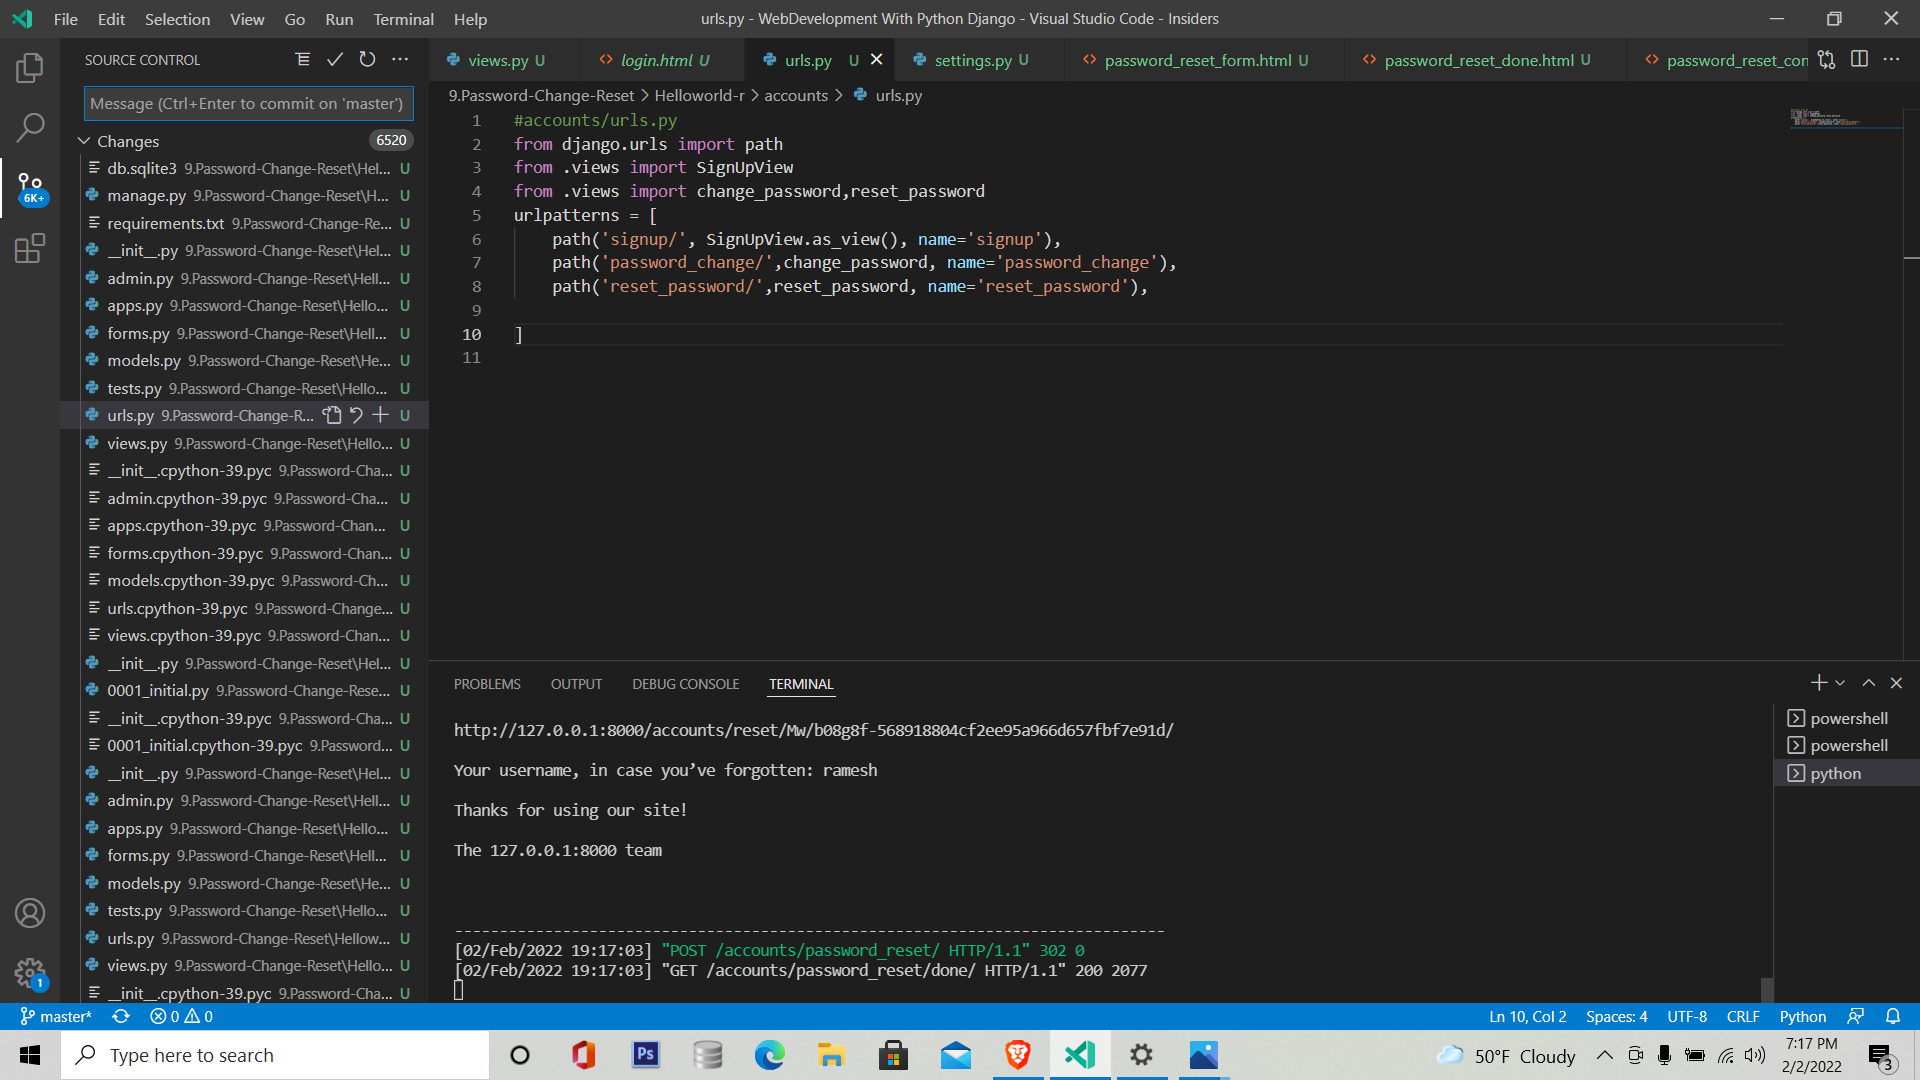 File Edit Selection View Go Run Terminal Help
urls.py - WebDevelopment With Python Django - Visual Studio Code - Insiders
SOURCE CONTROL
views.py U
login.html U
urls.py U
settings.py U
password_reset_form.html U
password_reset_done.html U
password_reset_con
Message (Ctrl+Enter to commit on 'master')
9.Password-Change-Reset > Helloworld-r > accounts > urls.py
Changes 6520
6K+
db.sqlite3 9.Password-Change-Reset\Hel... U
manage.py 9.Password-Change-Reset\H... U
requirements.txt 9.Password-Change-Re... U
__init__.py 9.Password-Change-Reset\Hel... U
admin.py 9.Password-Change-Reset\Hell... U
apps.py 9.Password-Change-Reset\Hello... U
forms.py 9.Password-Change-Reset\Hell... U
models.py 9.Password-Change-Reset\He... U
tests.py 9.Password-Change-Reset\Hello... U
urls.py 9.Password-Change-R... U
views.py 9.Password-Change-Reset\Hello... U
__init__.cpython-39.pyc 9.Password-Cha... U
admin.cpython-39.pyc 9.Password-Cha... U
apps.cpython-39.pyc 9.Password-Chan... U
forms.cpython-39.pyc 9.Password-Chan... U
models.cpython-39.pyc 9.Password-Ch... U
urls.cpython-39.pyc 9.Password-Change... U
views.cpython-39.pyc 9.Password-Chan... U
__init__.py 9.Password-Change-Reset\Hel... U
0001_initial.py 9.Password-Change-Rese... U
__init__.cpython-39.pyc 9.Password-Cha... U
0001_initial.cpython-39.pyc 9.Password... U
__init__.py 9.Password-Change-Reset\Hel... U
admin.py 9.Password-Change-Reset\Hell... U
apps.py 9.Password-Change-Reset\Hello... U
forms.py 9.Password-Change-Reset\Hell... U
models.py 9.Password-Change-Reset\He... U
tests.py 9.Password-Change-Reset\Hello... U
urls.py 9.Password-Change-Reset\Hellow... U
views.py 9.Password-Change-Reset\Hello... U
__init__.cpython-39.pyc 9.Password-Cha... U
1
1 #accounts/urls.py
2 from django.urls import path
3 from .views import SignUpView
4 from .views import change_password,reset_password
5 urlpatterns = [
6     path('signup/', SignUpView.as_view(), name='signup'),
7     path('password_change/',change_password, name='password_change'),
8     path('reset_password/',reset_password, name='reset_password'),
9
10 ]
11
PROBLEMS OUTPUT DEBUG CONSOLE TERMINAL
http://127.0.0.1:8000/accounts/reset/Mw/b08g8f-568918804cf2ee95a966d657fbf7e91d/
Your username, in case you’ve forgotten: ramesh
Thanks for using our site!
The 127.0.0.1:8000 team
-------------------------------------------------------------------------------
[02/Feb/2022 19:17:03] "POST /accounts/password_reset/ HTTP/1.1" 302 0
[02/Feb/2022 19:17:03] "GET /accounts/password_reset/done/ HTTP/1.1" 200 2077
powershell
powershell
python
master* 0 0
Ln 10, Col 2 Spaces: 4 UTF-8 CRLF Python
Type here to search
Ps
50°F Cloudy
7:17 PM
2/2/2022
3